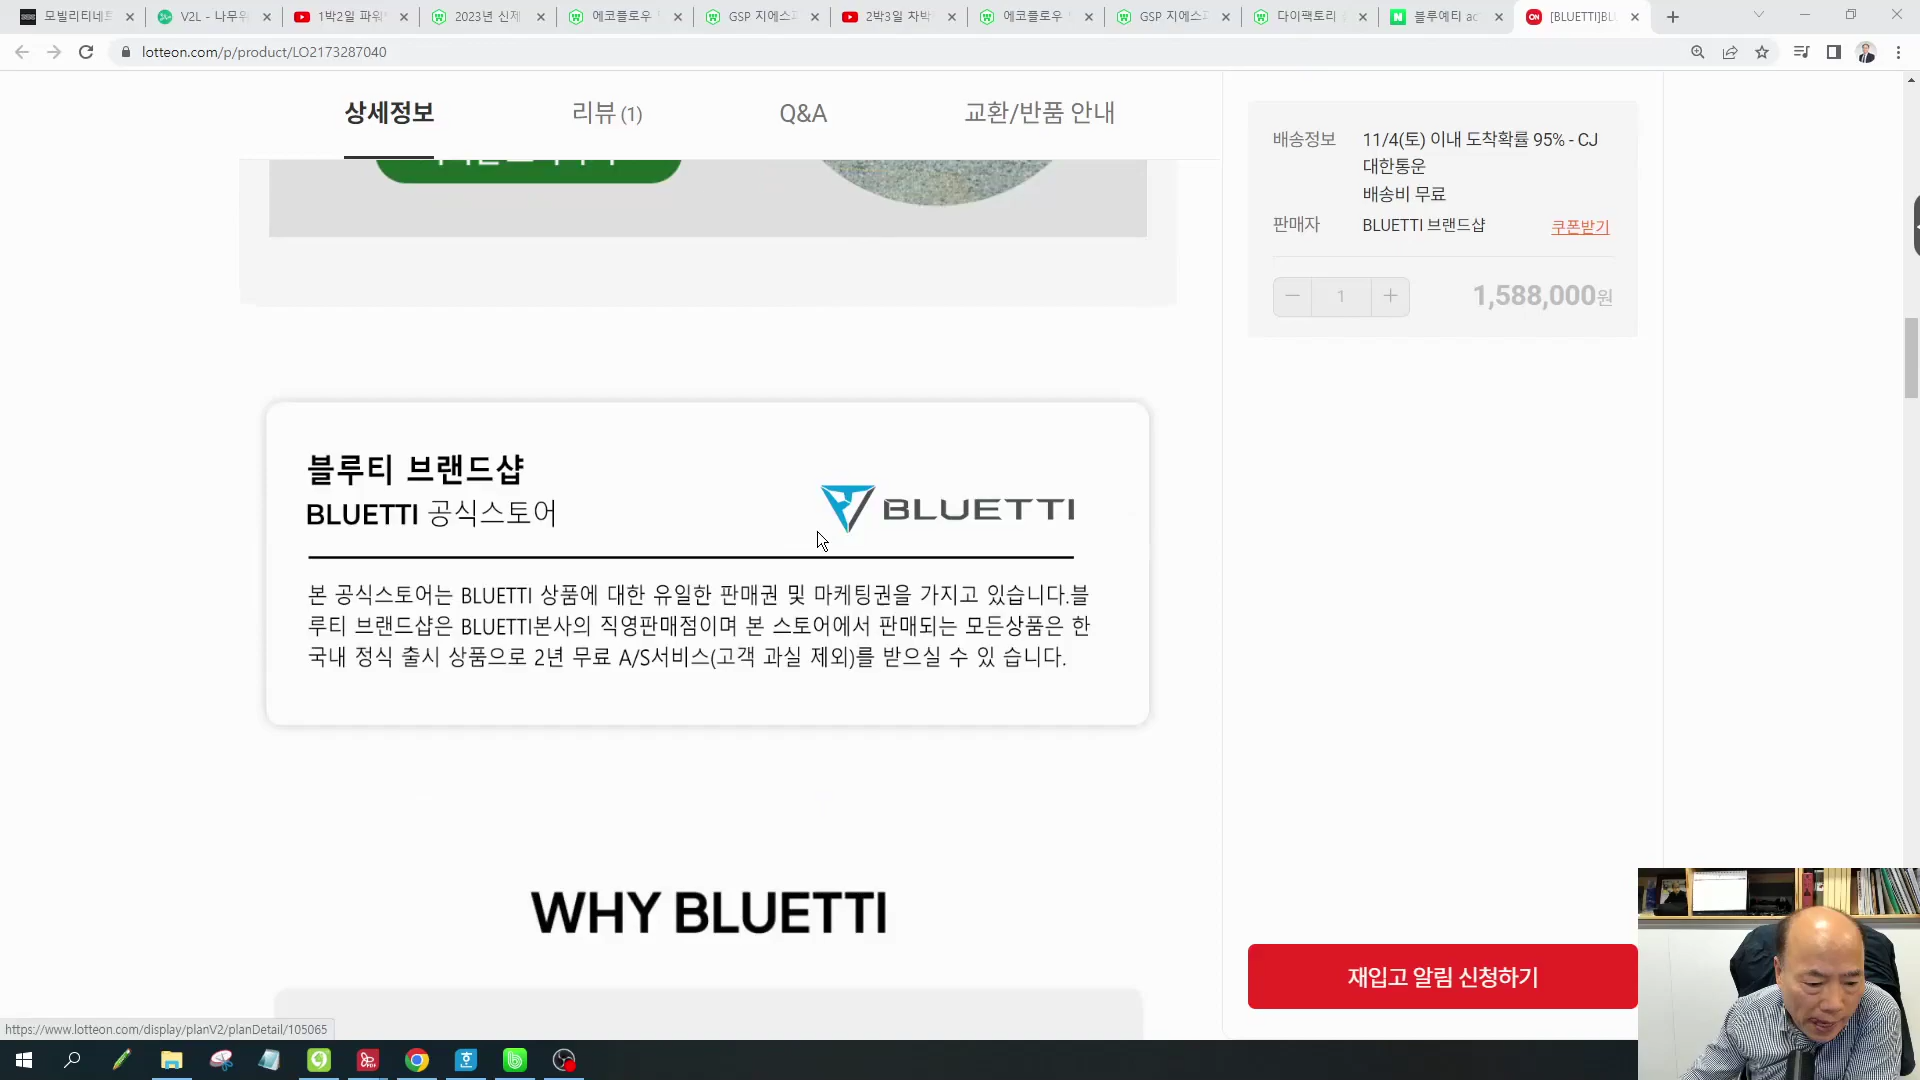 모빌리티네트
V2L - 나무위
1박2일 파워
2023년 신제
에코플로우
GSP 지에스파
2박3일 차박
에코플로우
GSP 지에스파
다이팩토리
블루예티 ac
[BLUETTI]BLU
lotteon.com/p/product/LO2173287040
상세정보
리뷰 (1)
Q&A
교환/반품 안내
배송정보
11/4(토) 이내 도착확률 95% - CJ
대한통운
배송비 무료
판매자
BLUETTI 브랜드샵
쿠폰받기
1
1,588,000원
블루티 브랜드샵
BLUETTI 공식스토어
BLUETTI
본 공식스토어는 BLUETTI 상품에 대한 유일한 판매권 및 마케팅권을 가지고 있습니다.블
루티 브랜드샵은 BLUETTI본사의 직영판매점이며 본 스토어에서 판매되는 모든상품은 한
국내 정식 출시 상품으로 2년 무료 A/S서비스(고객 과실 제외)를 받으실 수 있 습니다.
WHY BLUETTI
재입고 알림 신청하기
https://www.lotteon.com/display/planV2/planDetail/105065